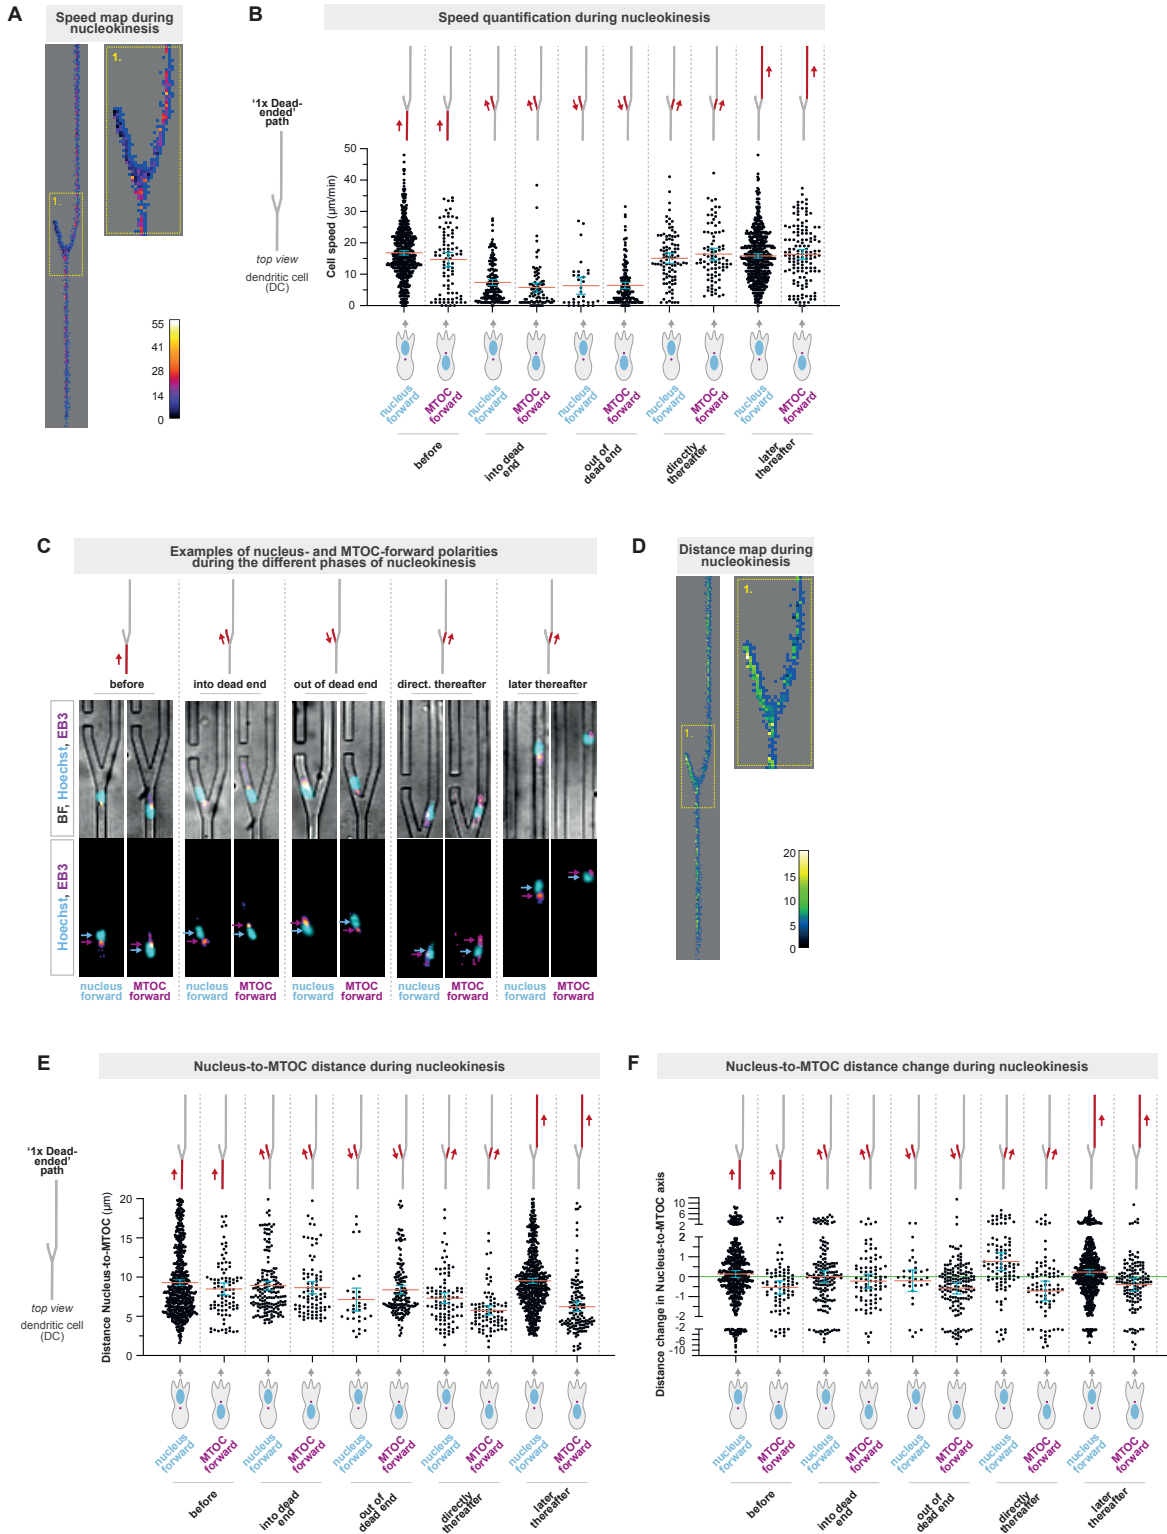 A
Speed map during
nucleokinesis
1.
1.
55
41
28
14
0
B
Speed quantification during nucleokinesis
'1x Dead-
ended'
path
top view
dendritic cell
(DC)
Cell speed (µm/min)
50
40
30
20
10
0
nucleus
forward
MTOC
forward
nucleus
forward
MTOC
forward
nucleus
forward
MTOC
forward
nucleus
forward
MTOC
forward
nucleus
forward
MTOC
forward
before
into dead
end
out of
dead end
directly
thereafter
later
thereafter
C
Examples of nucleus- and MTOC-forward polarities
during the different phases of nucleokinesis
before
into dead end
out of dead end
direct. thereafter
later thereafter
BF, Hoechst, EB3
Hoechst, EB3
nucleus
forward
MTOC
forward
nucleus
forward
MTOC
forward
nucleus
forward
MTOC
forward
nucleus
forward
MTOC
forward
nucleus
forward
MTOC
forward
D
Distance map during
nucleokinesis
1.
1.
20
15
10
5
0
E
Nucleus-to-MTOC distance during nucleokinesis
'1x Dead-
ended'
path
top view
dendritic cell
(DC)
Distance Nucleus-to-MTOC (µm)
20
15
10
5
0
nucleus
forward
MTOC
forward
nucleus
forward
MTOC
forward
nucleus
forward
MTOC
forward
nucleus
forward
MTOC
forward
nucleus
forward
MTOC
forward
before
into dead
end
out of
dead end
directly
thereafter
later
thereafter
F
Nucleus-to-MTOC distance change during nucleokinesis
Distance change in Nucleus-to-MTOC axis
10
6
2
2
1
0
-1
-2
-2
-6
-10
nucleus
forward
MTOC
forward
nucleus
forward
MTOC
forward
nucleus
forward
MTOC
forward
nucleus
forward
MTOC
forward
nucleus
forward
MTOC
forward
before
into dead
end
out of
dead end
directly
thereafter
later
thereafter